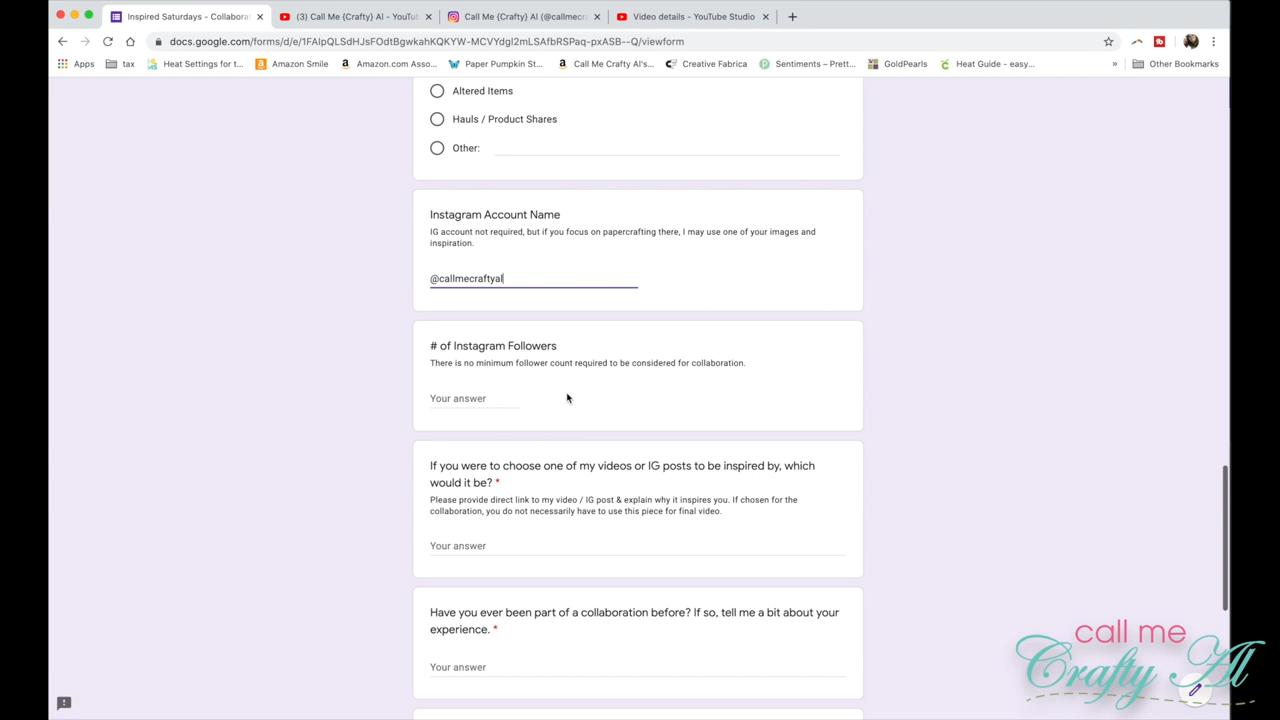 Inspired Saturdays - Collabora
(3) Call Me {Crafty} Al - YouTu
Call Me {Crafty} Al (@callmecr
Video details - YouTube Studio
docs.google.com/forms/d/e/1FAIpQLSdHJsFOdtBgwkahKQKYW-MCVYdgI2mLSAfbRSPaq-pxASB--Q/viewform
Apps
tax
Heat Settings for t...
Amazon Smile
Amazon.com Asso...
Paper Pumpkin St...
Call Me Crafty Al's...
Creative Fabrica
Sentiments – Prett...
GoldPearls
Heat Guide - easy...
»
Other Bookmarks
Altered Items
Hauls / Product Shares
Other:
Instagram Account Name
IG account not required, but if you focus on papercrafting there, I may use one of your images and
inspiration.
@callmecraftyal
# of Instagram Followers
There is no minimum follower count required to be considered for collaboration.
Your answer
If you were to choose one of my videos or IG posts to be inspired by, which
would it be? *
Please provide direct link to my video / IG post & explain why it inspires you. If chosen for the
collaboration, you do not necessarily have to use this piece for final video.
Your answer
Have you ever been part of a collaboration before? If so, tell me a bit about your
experience. *
Your answer
call me
Crafty Al